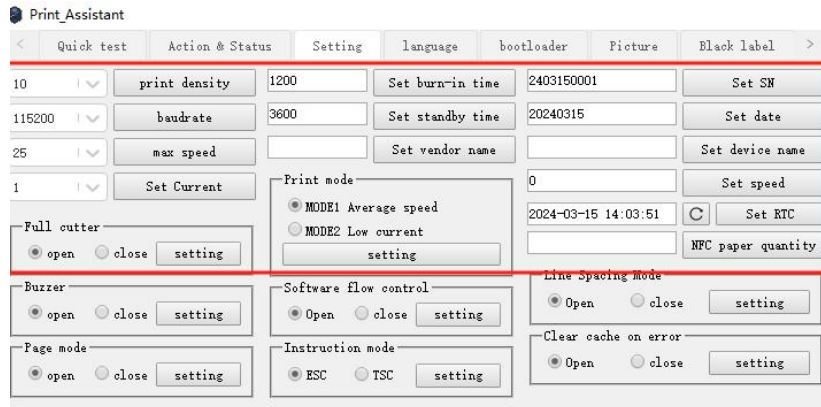 Print_Assistant
< Quick test Action & Status Setting language bootloader Picture Black label >
10 print density 1200 Set burn-in time 2403150001 Set SN
115200 baudrate 3600 Set standby time 20240315 Set date
25 max speed Set vendor name Set device name
1 Set Current Print mode 0 Set speed
MODE1 Average speed 2024-03-15 14:03:51 C Set RTC
Full cutter MODE2 Low current
open close setting setting NFC paper quantity
Buzzer Software flow control Line Spacing Mode
open close setting Open close setting Open close setting
Page mode Instruction mode Clear cache on error
open close setting ESC TSC setting Open close setting